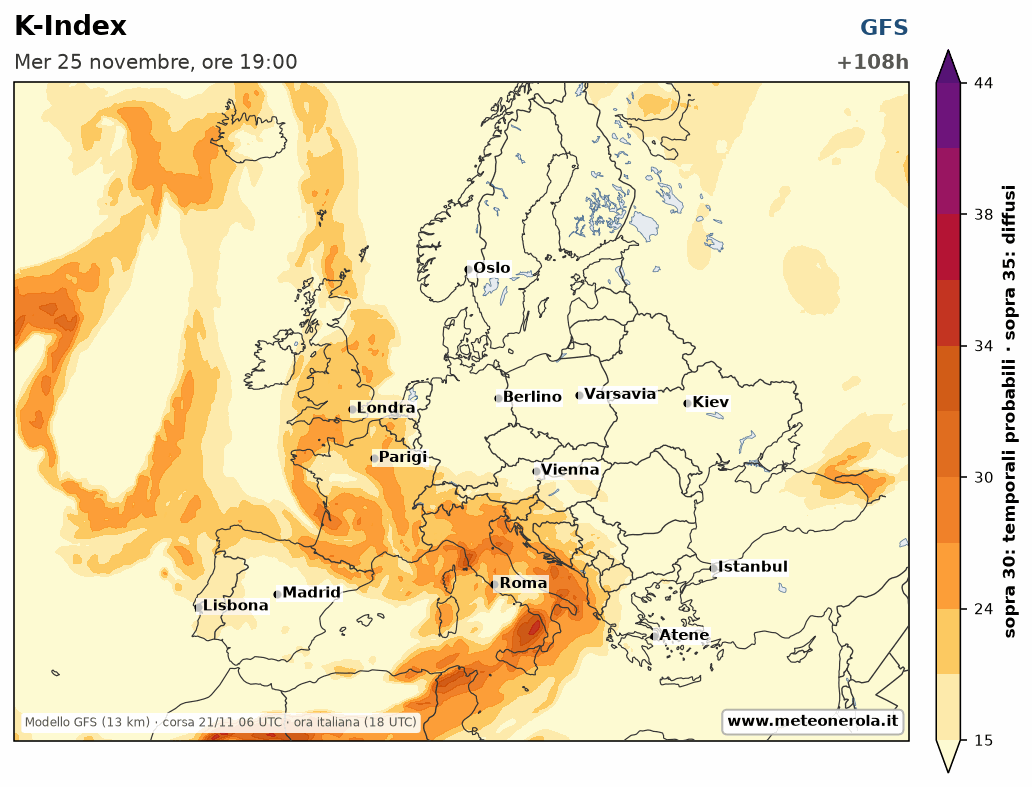 K-Index
GFS
Mer 25 novembre, ore 19:00
+108h
44
38
34
30
24
15
sopra 30: temporali probabili · sopra 35: diffusi
Oslo
Berlino
Varsavia
Kiev
Londra
Parigi
Vienna
Istanbul
Roma
Madrid
Lisbona
Atene
Modello GFS (13 km) · corsa 21/11 06 UTC · ora italiana (18 UTC)
www.meteonerola.it